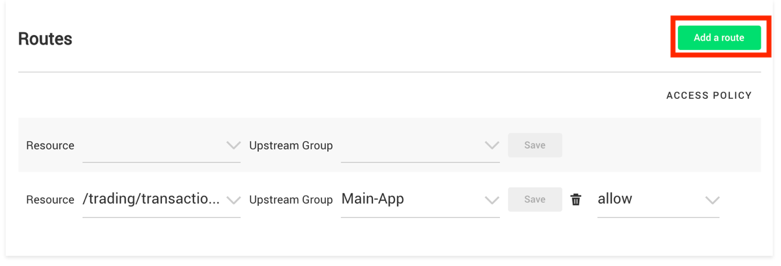 Routes
Add a route
ACCESS POLICY
Resource Upstream Group Save
Resource /trading/transactio... Upstream Group Main-App Save allow